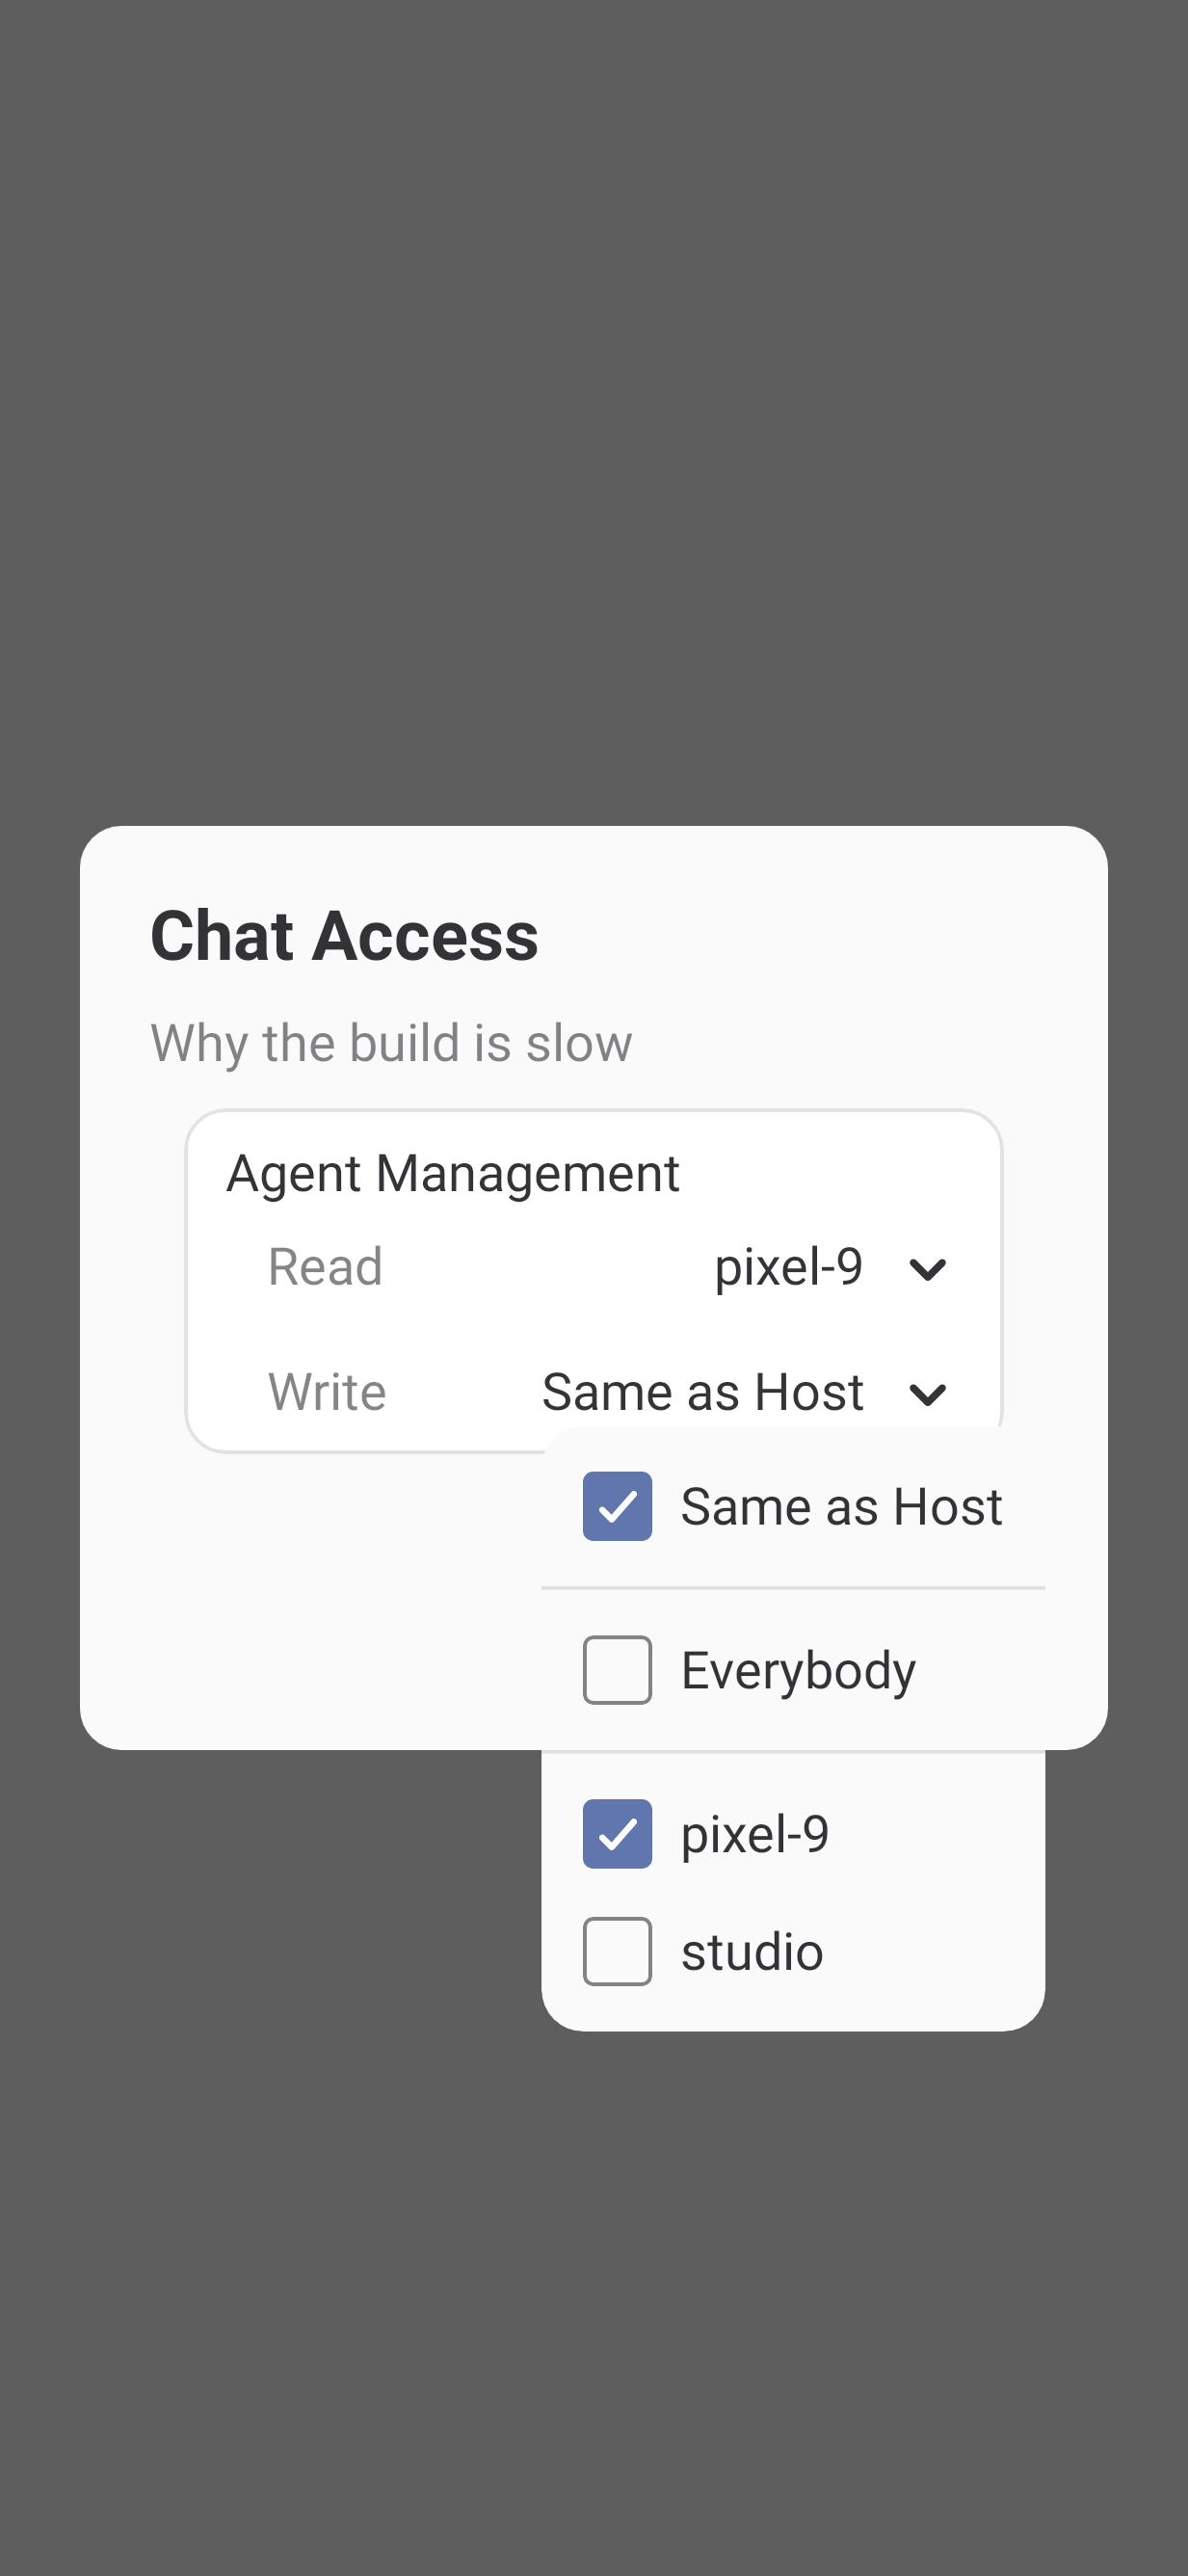 Chat Access
Why the build is slow
Agent Management
Read pixel-9
Write Same as Host
Same as Host
Everybody
pixel-9
studio